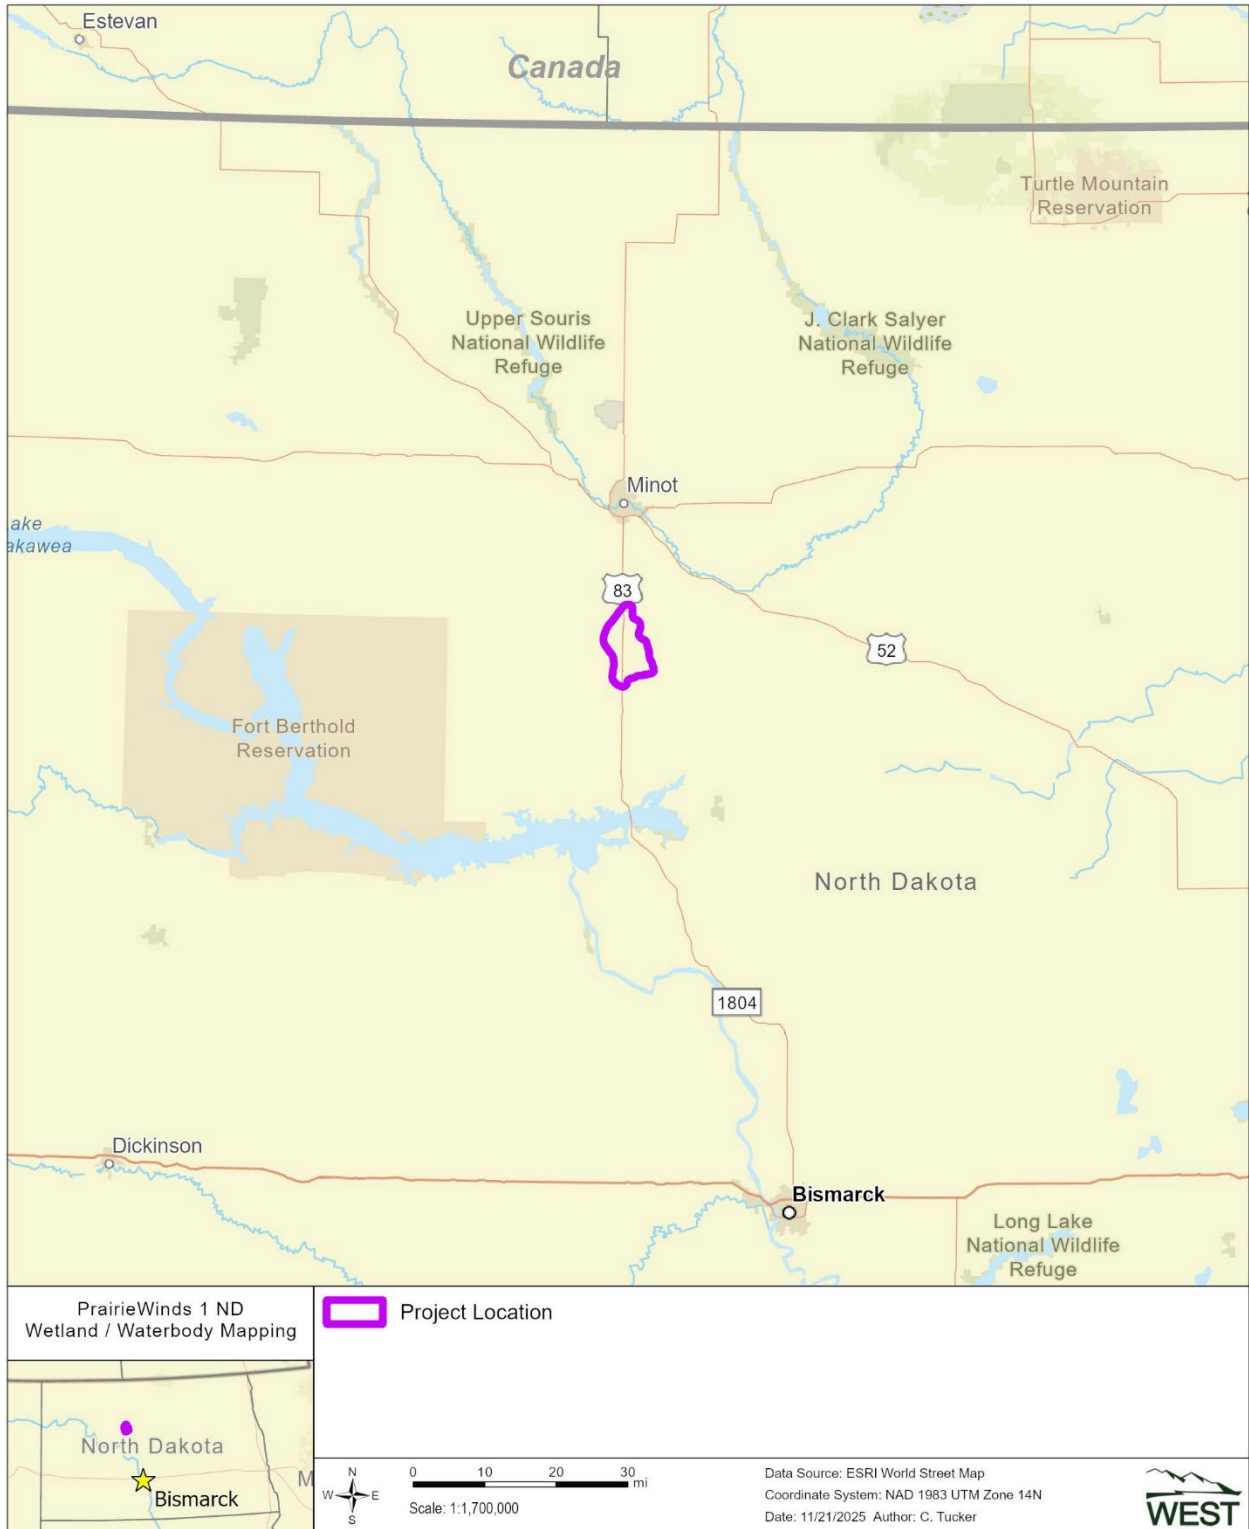 Estevan
Canada
Turtle Mountain
Reservation
Upper Souris
National Wildlife
Refuge
J. Clark Salyer
National Wildlife
Refuge
Minot
ake
akawea
83
52
Fort Berthold
Reservation
North Dakota
1804
Dickinson
Bismarck
Long Lake
National Wildlife
Refuge
PrairieWinds 1 ND
Wetland / Waterbody Mapping
Project Location
North Dakota
M
Bismarck
N
W E
S
0 10 20 30
mi
Scale: 1:1,700,000
Data Source: ESRI World Street Map
Coordinate System: NAD 1983 UTM Zone 14N
Date: 11/21/2025 Author: C. Tucker
WEST